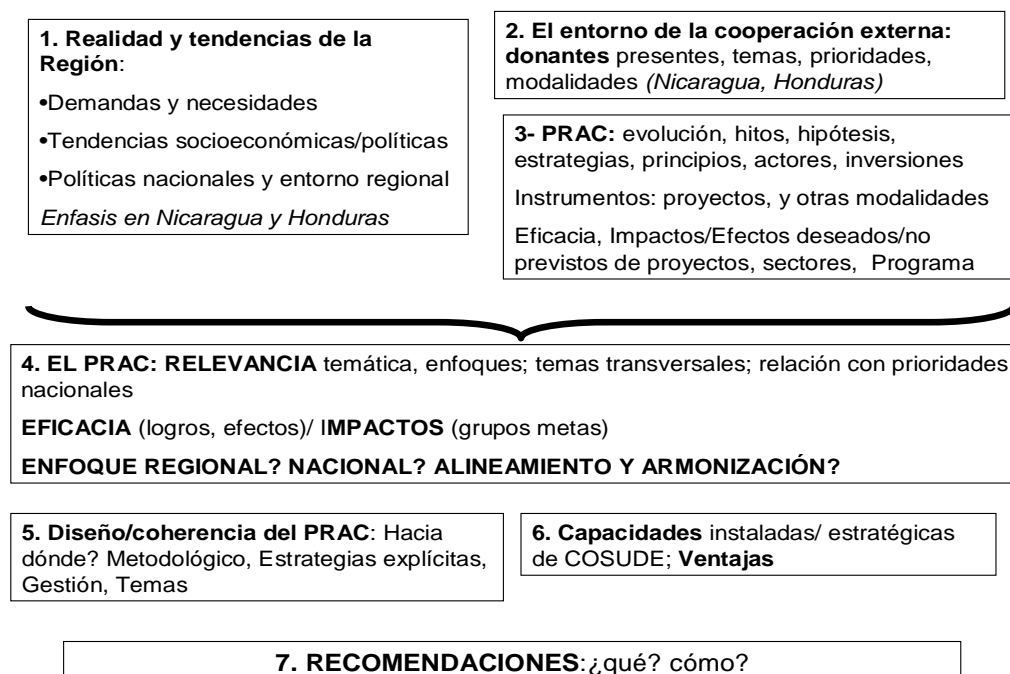 1. Realidad y tendencias de la
Región:
•Demandas y necesidades
•Tendencias socioeconómicas/políticas
•Políticas nacionales y entorno regional
Enfasis en Nicaragua y Honduras
2. El entorno de la cooperación externa:
donantes presentes, temas, prioridades,
modalidades (Nicaragua, Honduras)
3- PRAC: evolución, hitos, hipótesis,
estrategias, principios, actores, inversiones
Instrumentos: proyectos, y otras modalidades
Eficacia, Impactos/Efectos deseados/no
previstos de proyectos, sectores, Programa
4. EL PRAC: RELEVANCIA temática, enfoques; temas transversales; relación con prioridades
nacionales
EFICACIA (logros, efectos)/ IMPACTOS (grupos metas)
ENFOQUE REGIONAL? NACIONAL? ALINEAMIENTO Y ARMONIZACIÓN?
5. Diseño/coherencia del PRAC: Hacia
dónde? Metodológico, Estrategias explícitas,
Gestión, Temas
6. Capacidades instaladas/ estratégicas
de COSUDE; Ventajas
7. RECOMENDACIONES:¿qué? cómo?